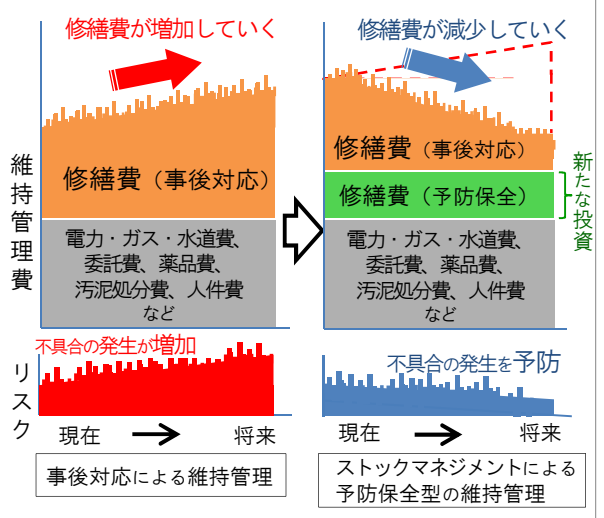 修繕費が増加していく
修繕費が減少していく
維持管理費
修繕費（事後対応）
電力・ガス・水道費、
委託費、薬品費、
汚泥処分費、人件費
など
修繕費（事後対応）
修繕費（予防保全）
新たな投資
電力・ガス・水道費、
委託費、薬品費、
汚泥処分費、人件費
など
リスク
不具合の発生が増加
不具合の発生を予防
現在
将来
現在
将来
事後対応による維持管理
ストックマネジメントによる
予防保全型の維持管理